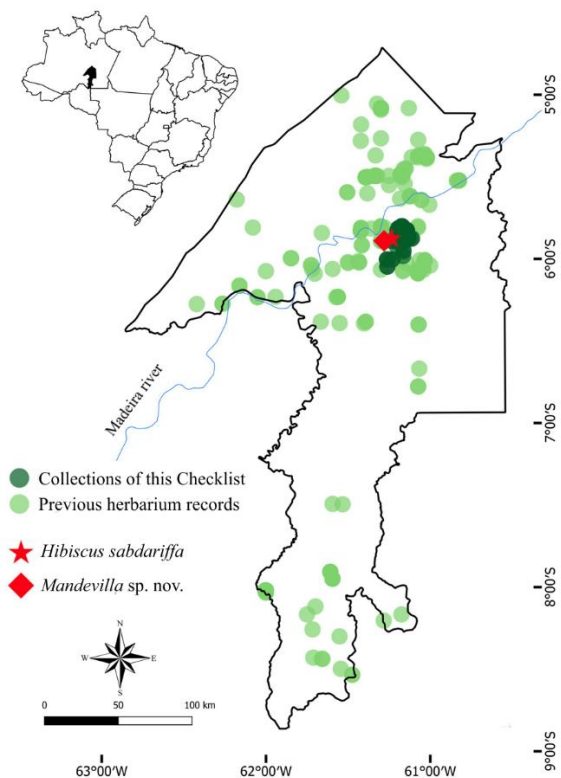 5°00'S
6°00'S
Madeira river
7°00'S
Collections of this Checklist
Previous herbarium records
Hibiscus sabdariffa
Mandevilla sp. nov.
8°00'S
N
W E
S
0 50 100 km
9°00'S
63°00'W 62°00'W 61°00'W